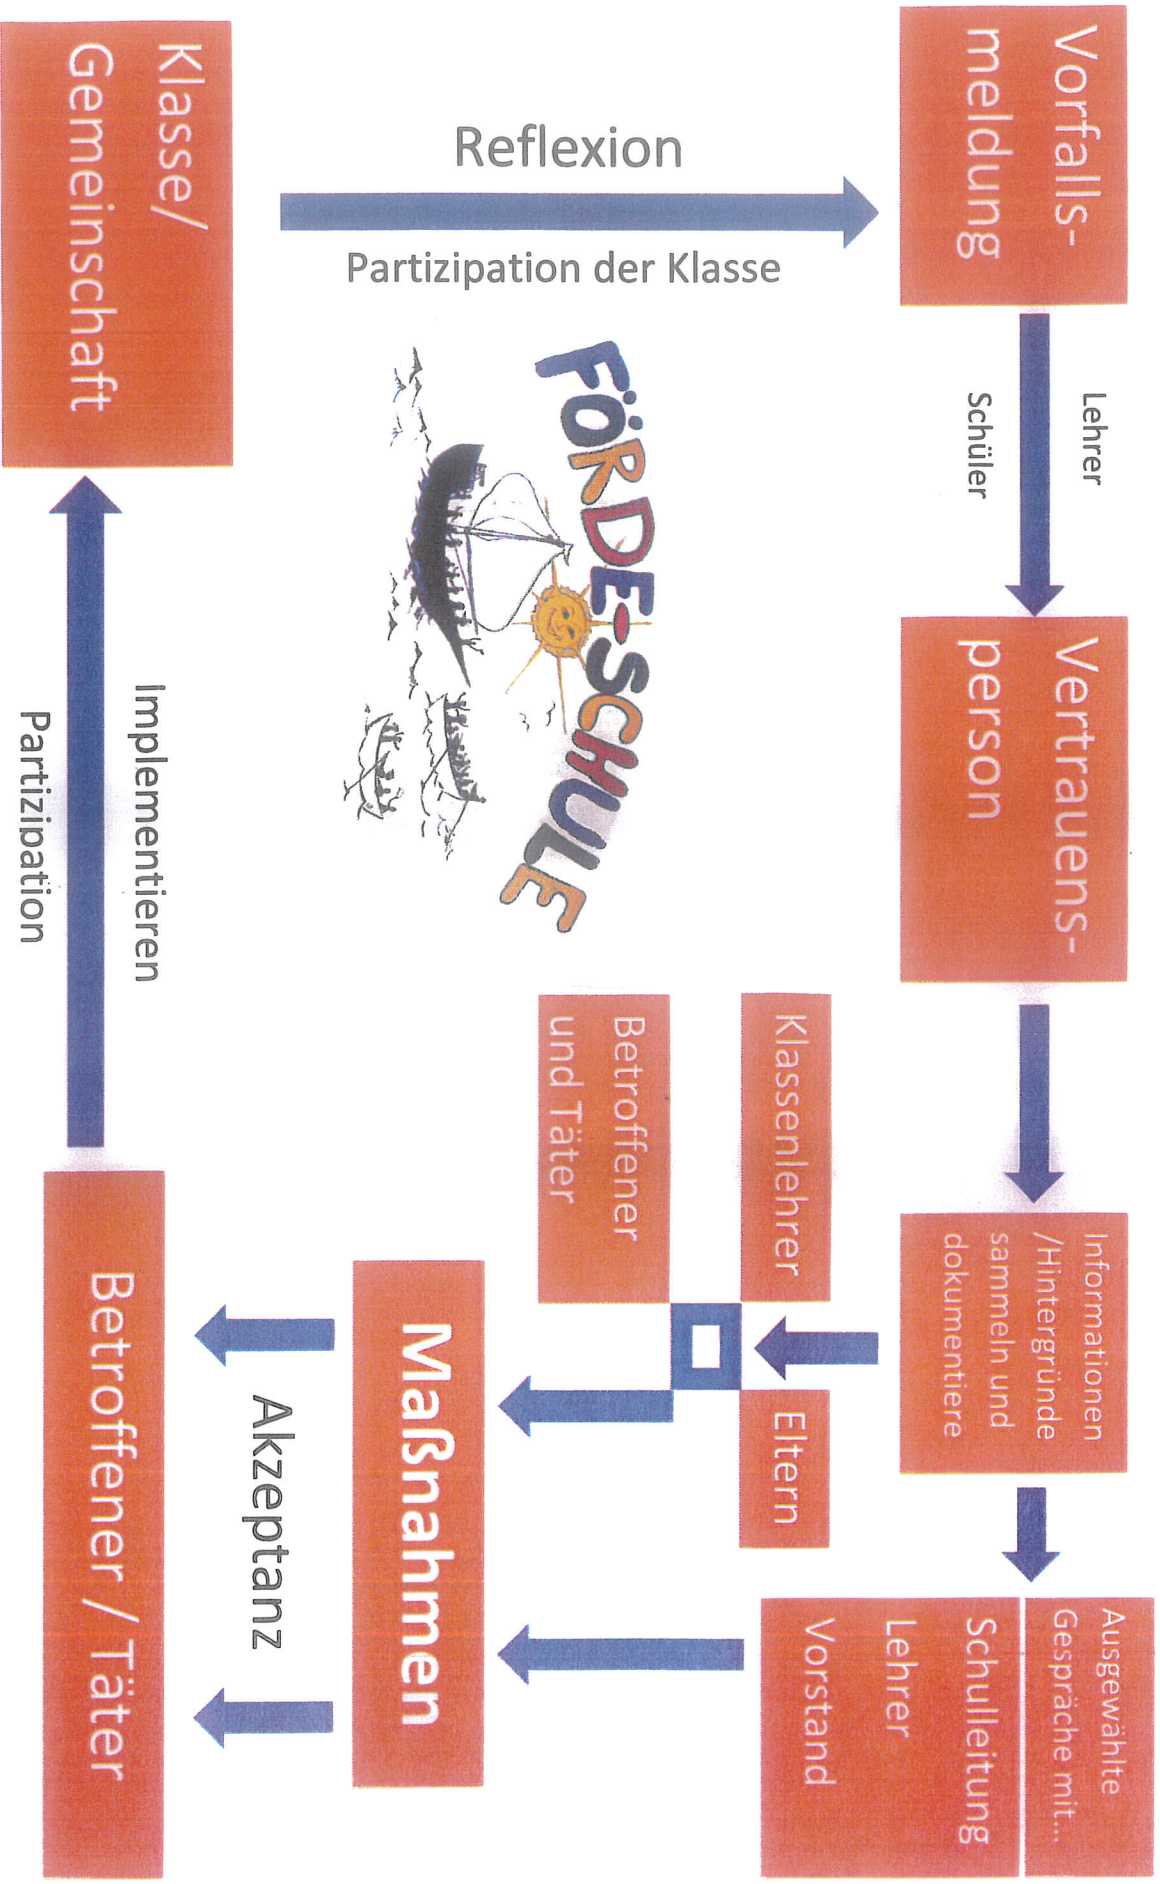 Vorfalls-
meldung
Lehrer
Schüler
Vertrauens-
person
Informationen
/Hintergründe
sammeln und
dokumentiere
Ausgewählte
Gespräche mit...
Schulleitung
Lehrer
Vorstand
Klassenlehrer
Eltern
Betroffener
und Täter
Maßnahmen
Akzeptanz
Betroffener / Täter
Implementieren
Partizipation
Klasse/
Gemeinschaft
Reflexion
Partizipation der Klasse
FÖRDE-SCHULE